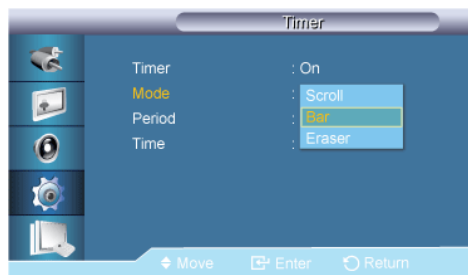 Timer
Timer : On
Mode : Scroll
Bar
Period :
Eraser
Time :
Move Enter Return